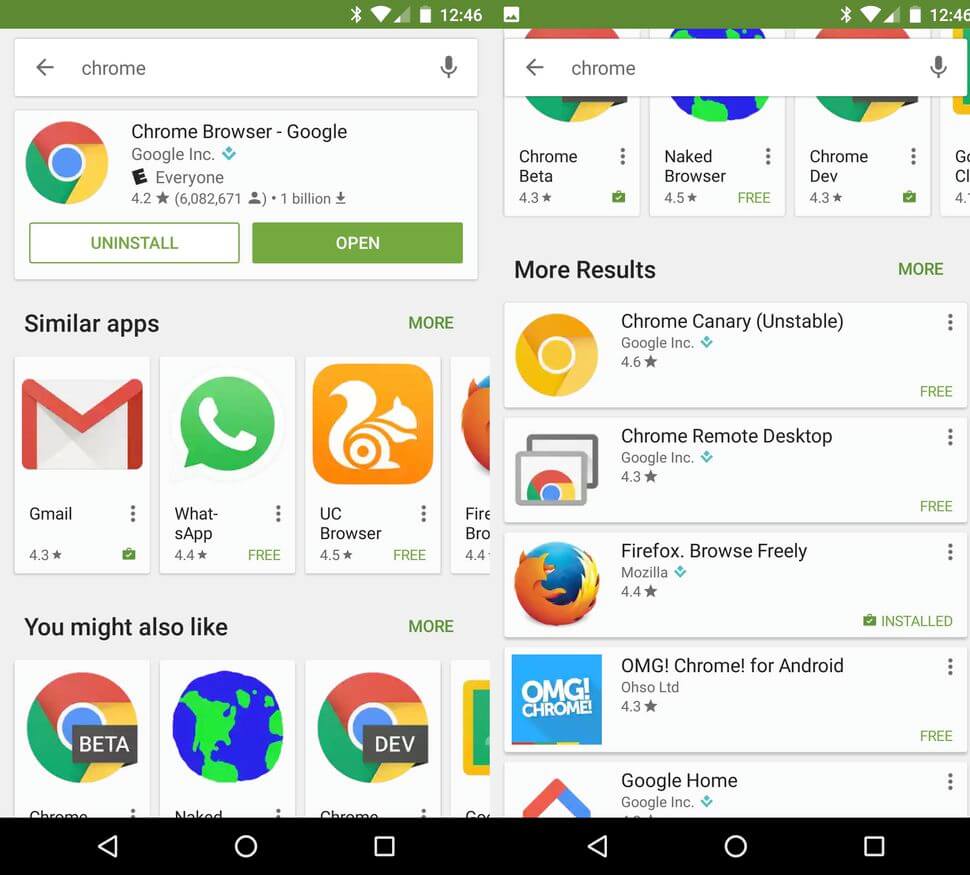 12:46
chrome
Chrome Browser - Google
Google Inc.
E Everyone
4.2 ★ (6,082,671 ) • 1 billion
UNINSTALL
OPEN
Similar apps
MORE
Gmail
4.3 ★
What-
sApp
4.4 ★ FREE
UC
Browser
4.5 ★ FREE
Fire
Bro
4.4
You might also like
MORE
BETA
DEV
Chrome
Naked
Chrome
Goo
12:46
chrome
Chrome
Beta
4.3 ★
Naked
Browser
4.5 ★ FREE
Chrome
Dev
4.3 ★
Go
Cl
4.
More Results
MORE
Chrome Canary (Unstable)
Google Inc.
4.6 ★
FREE
Chrome Remote Desktop
Google Inc.
4.3 ★
FREE
Firefox. Browse Freely
Mozilla
4.4 ★
INSTALLED
OMG!
CHROME!
OMG! Chrome! for Android
Ohso Ltd
4.3 ★
FREE
Google Home
Google Inc.